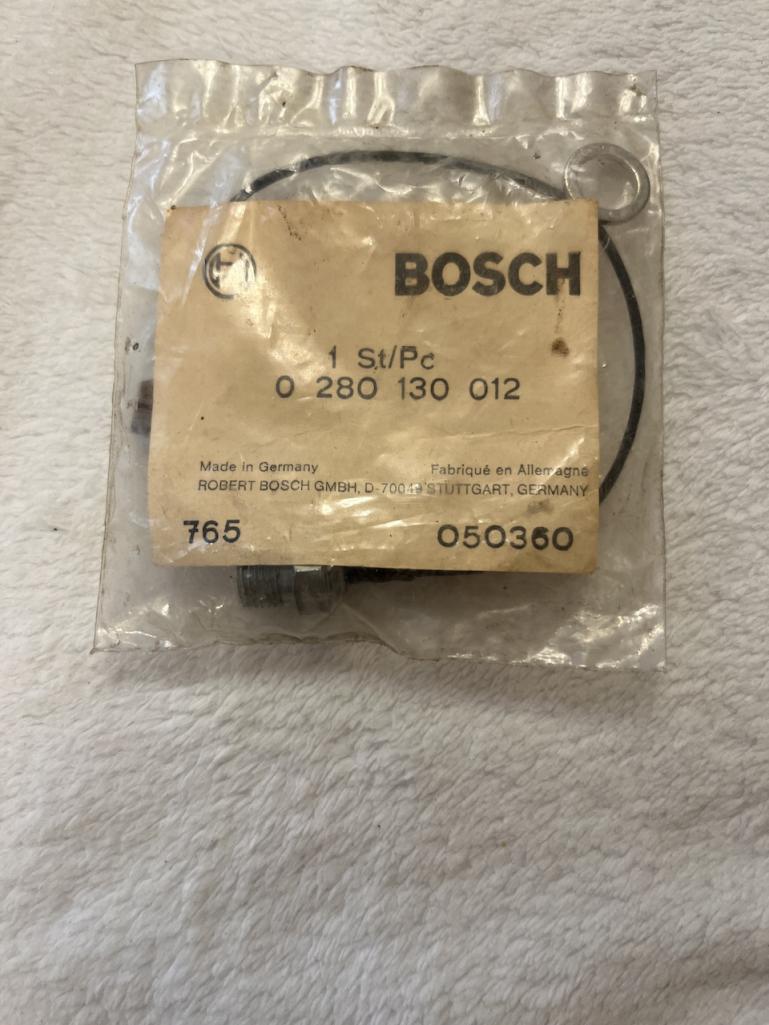 BOSCH
1 St/Pc
0 280 130 012
Made in Germany Fabriqué en Allemagne
ROBERT BOSCH GMBH, D-70049 STUTTGART, GERMANY
765 050360